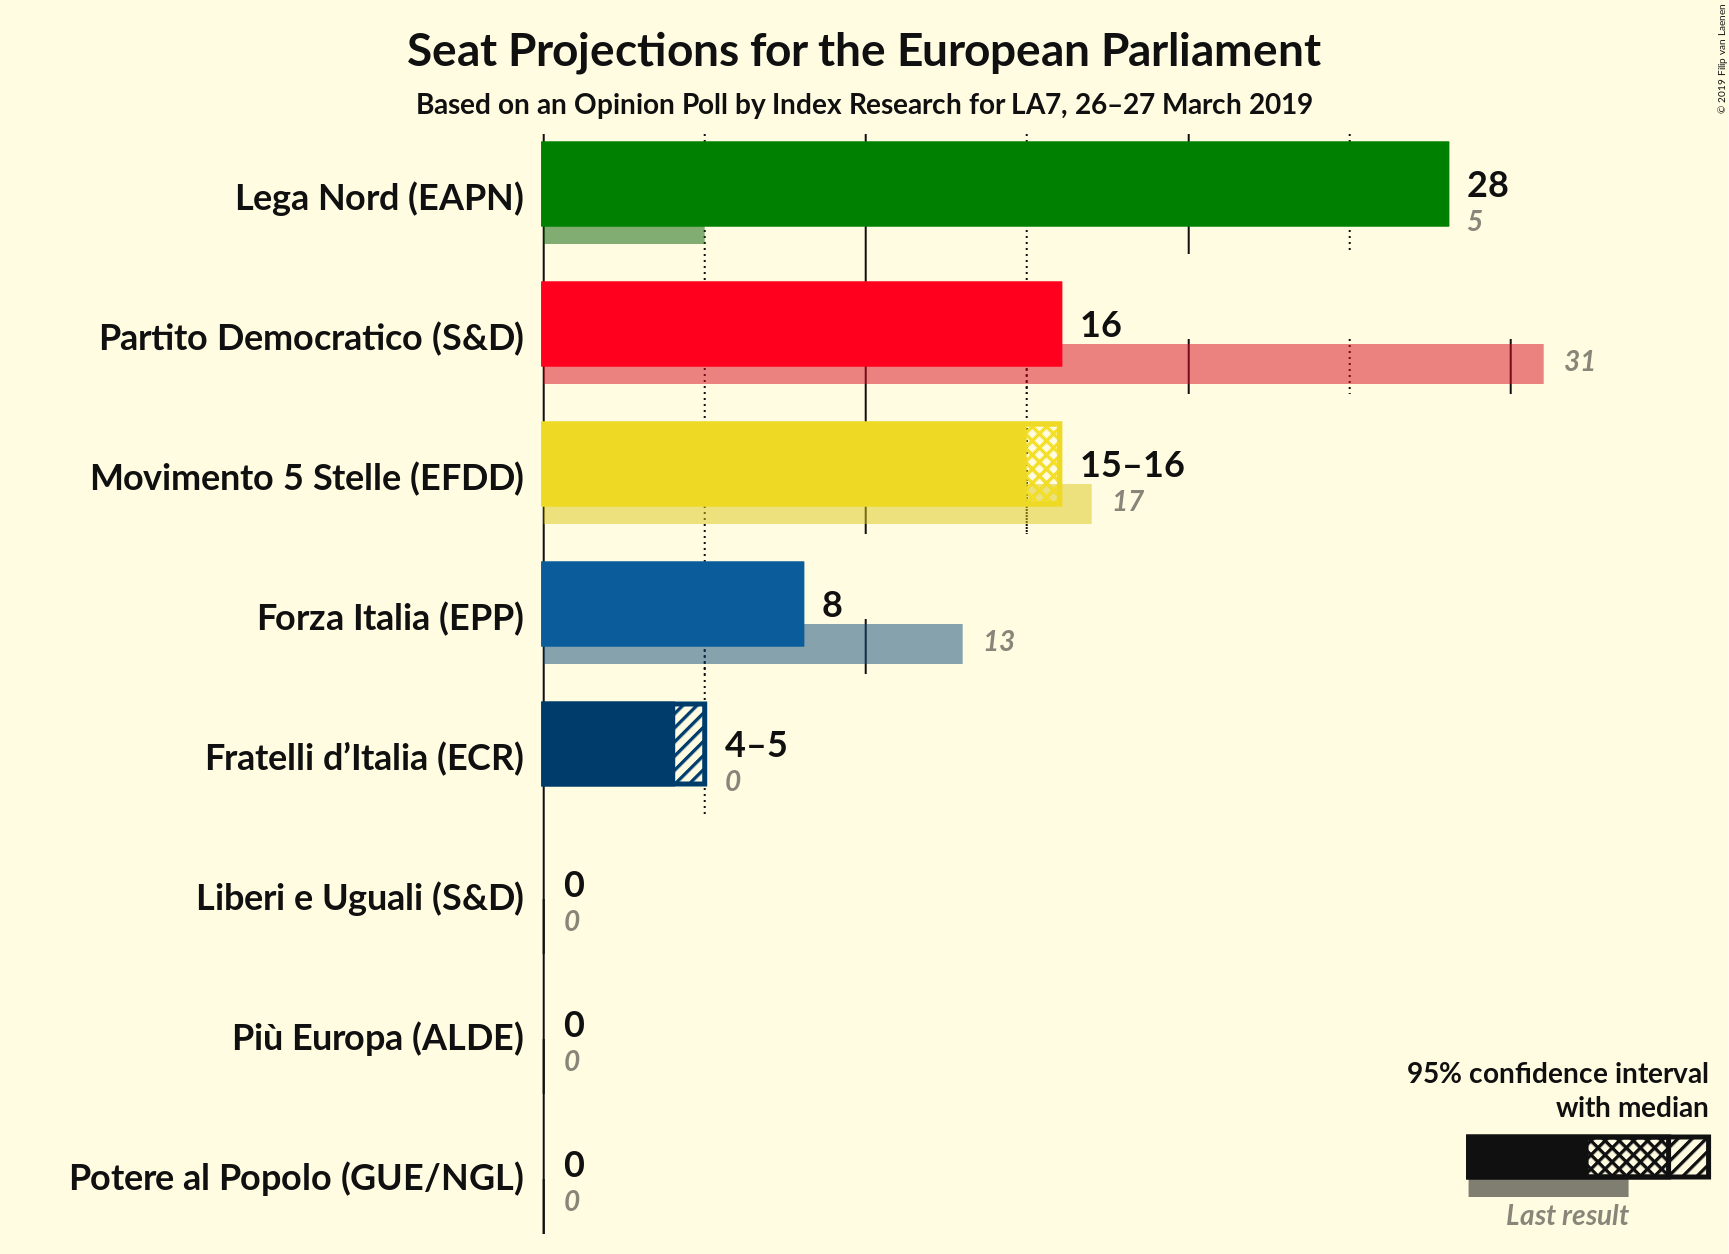 Seat Projections for the European Parliament
Based on an Opinion Poll by Index Research for LA7, 26–27 March 2019
© 2019 Filip van Laenen
Lega Nord (EAPN)
28
5
Partito Democratico (S&D)
16
31
Movimento 5 Stelle (EFDD)
15–16
17
Forza Italia (EPP)
8
13
Fratelli d’Italia (ECR)
4–5
0
Liberi e Uguali (S&D)
0
0
Più Europa (ALDE)
0
0
Potere al Popolo (GUE/NGL)
0
0
95% confidence interval
with median
Last result